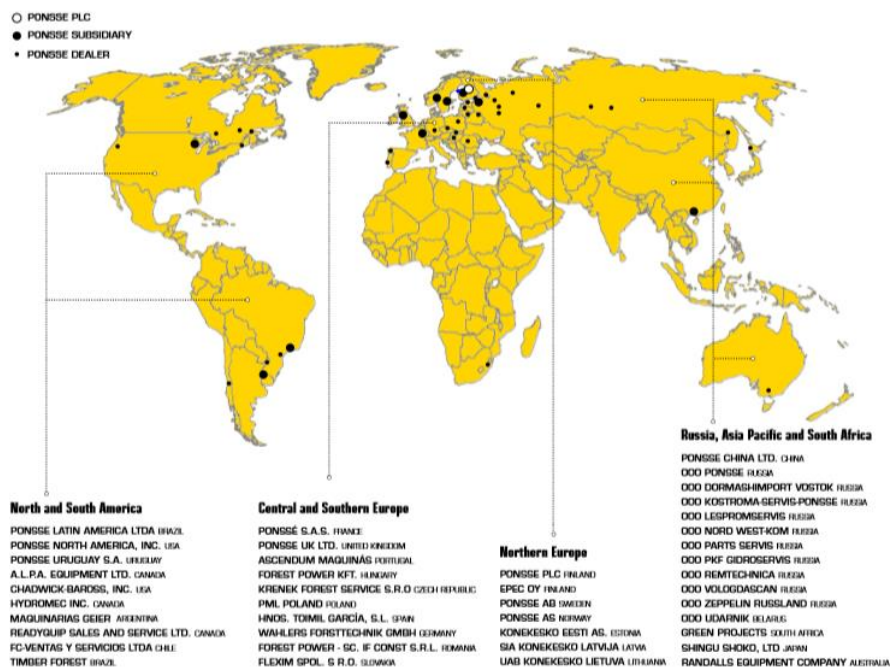 PONSSE PLC
PONSSE SUBSIDIARY
PONSSE DEALER
North and South America
PONSSE LATIN AMERICA LTDA BRAZIL
PONSSE NORTH AMERICA, INC. USA
PONSSE URUGUAY S.A. URUGUAY
A.L.P.A. EQUIPMENT LTD. CANADA
CHADWICK-BAROSS, INC. USA
HYDROMEC INC. CANADA
MAQUINARIAS GEIER ARGENTINA
READYQUIP SALES AND SERVICE LTD. CANADA
FC-VENTAS Y SERVICIOS LTDA CHILE
TIMBER FOREST BRAZIL
Central and Southern Europe
PONSSÉ S.A.S. FRANCE
PONSSE UK LTD. UNITED KINGDOM
ASCENDUM MAQUINÁS PORTUGAL
FOREST POWER KFT. HUNGARY
KRENEK FOREST SERVICE S.R.O CZECH REPUBLIC
PML POLAND POLAND
HNOS. TOIMIL GARCÍA, S.L. SPAIN
WAHLERS FORSTTECHNIK GMBH GERMANY
FOREST POWER - SC. IF CONST S.R.L. ROMANIA
FLEXIM SPOL. S R.O. SLOVAKIA
Northern Europe
PONSSE PLC FINLAND
EPEC OY FINLAND
PONSSE AB SWEDEN
PONSSE AS NORWAY
KONEKESKO EESTI AS. ESTONIA
SIA KONEKESKO LATVIJA LATVIA
UAB KONEKESKO LIETUVA LITHUANIA
Russia, Asia Pacific and South Africa
PONSSE CHINA LTD. CHINA
OOO PONSSE RUSSIA
OOO DORMASHIMPORT VOSTOK RUSSIA
OOO KOSTROMA-SERVIS-PONSSE RUSSIA
OOO LESPROMSERVIS RUSSIA
OOO NORD WEST-KOM RUSSIA
OOO PARTS SERVIS RUSSIA
OOO PKF GIDROSERVIS RUSSIA
OOO REMTECHNICA RUSSIA
OOO VOLOGDASCAN RUSSIA
OOO ZEPPELIN RUSSLAND RUSSIA
OOO UDARNIK BELARUS
GREEN PROJECTS SOUTH AFRICA
SHINGU SHOKO, LTD JAPAN
RANDALLS EQUIPMENT COMPANY AUSTRALIA